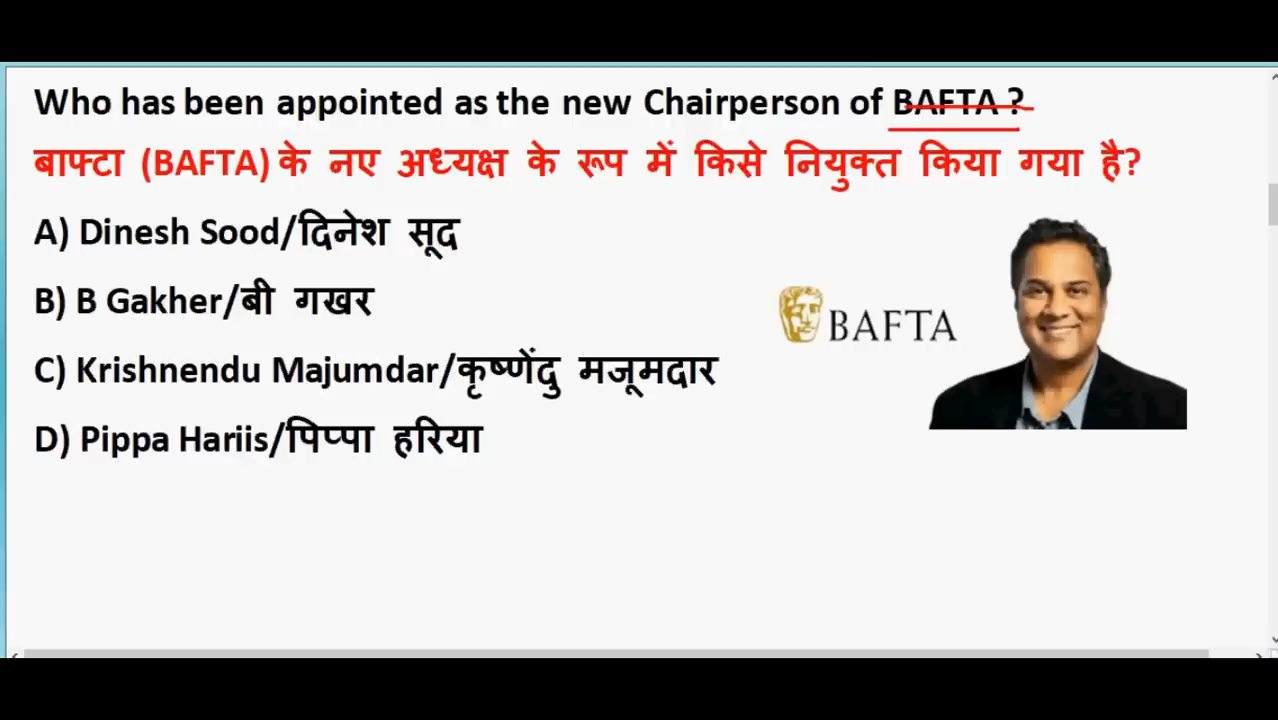 Who has been appointed as the new Chairperson of BAFTA ?
बाफ्टा (BAFTA) के नए अध्यक्ष के रूप में किसे नियुक्त किया गया है?
A) Dinesh Sood/दिनेश सूद
B) B Gakher/बी गखर
C) Krishnendu Majumdar/कृष्णेंदु मजूमदार
D) Pippa Hariis/पिप्पा हरिया
BAFTA